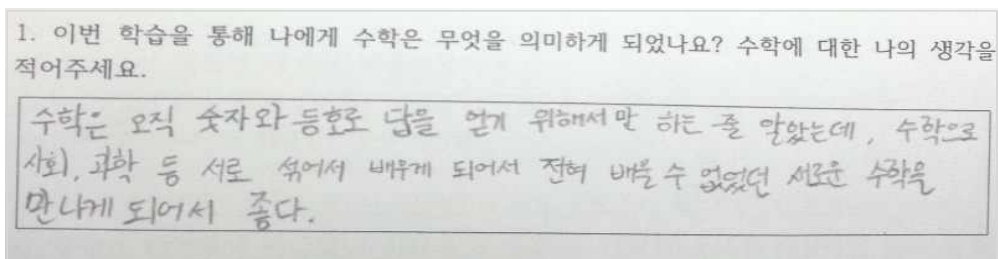 1. 이번 학습을 통해 나에게 수학은 무엇을 의미하게 되었나요? 수학에 대한 나의 생각을
적어주세요.
수학은 오직 숫자와 등호로 답을 얻기 위해서만 하는 줄 알았는데, 수학으로
사회, 과학 등 서로 섞어서 배우게 되어서 전혀 배울 수 없었던 새로운 수학을
만나게 되어서 좋다.